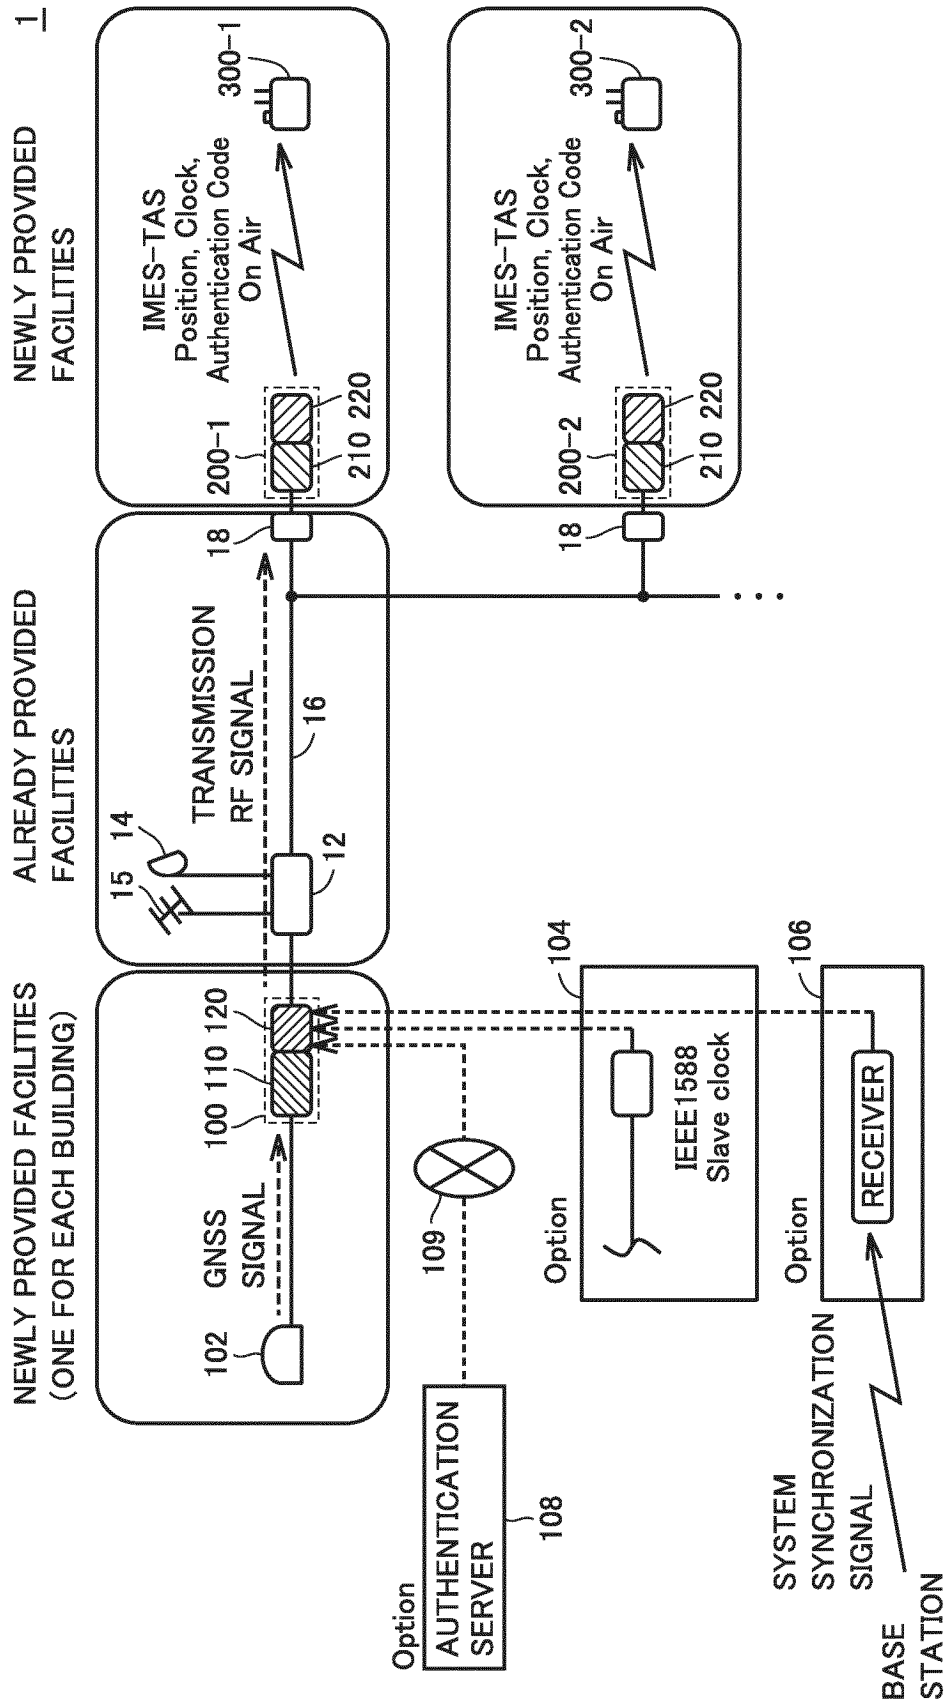 1
NEWLY PROVIDED FACILITIES
(ONE FOR EACH BUILDING)
ALREADY PROVIDED
FACILITIES
NEWLY PROVIDED
FACILITIES
102
GNSS
SIGNAL
100
110
120
15
14
12
TRANSMISSION
RF SIGNAL
16
18
200-1
210
220
IMES-TAS
Position, Clock,
Authentication Code
On Air
300-1
18
200-2
210
220
IMES-TAS
Position, Clock,
Authentication Code
On Air
300-2
Option
AUTHENTICATION
SERVER
108
109
Option
104
IEEE1588
Slave clock
Option
106
RECEIVER
SYSTEM
SYNCHRONIZATION
SIGNAL
BASE
STATION